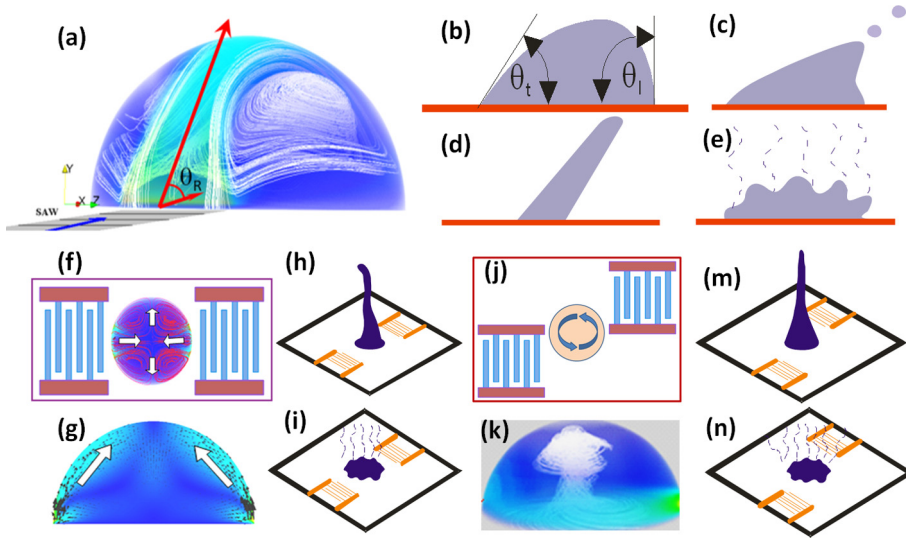 (a)
θR
Y
X
Z
SAW
(b)
θt
θl
(c)
(d)
(e)
(f)
(g)
(h)
(i)
(j)
(k)
(m)
(n)